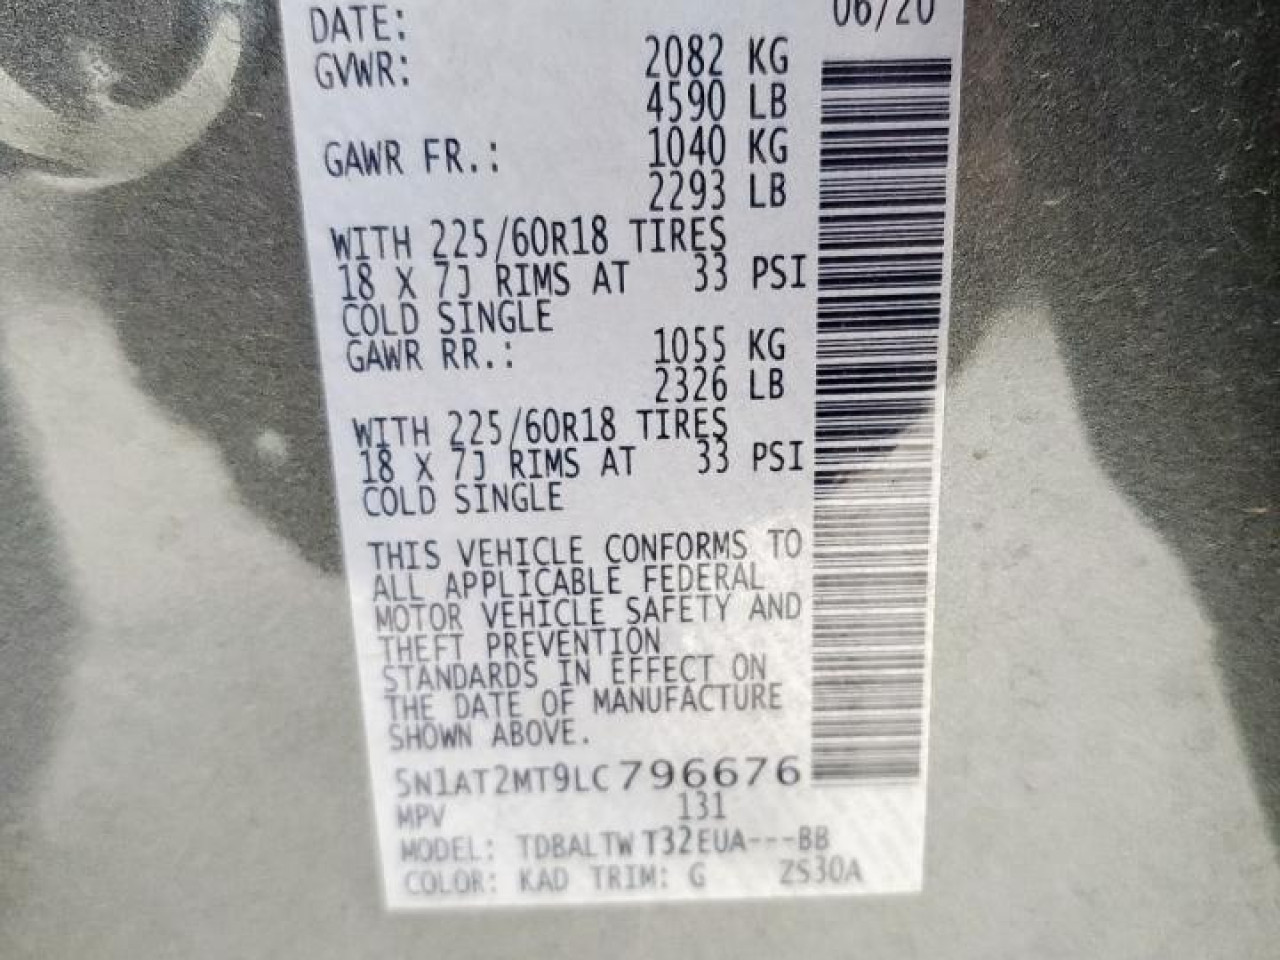 DATE: 06/20
GVWR: 2082 KG
4590 LB
GAWR FR.: 1040 KG
2293 LB
WITH 225/60R18 TIRES
18 X 7J RIMS AT 33 PSI
COLD SINGLE
GAWR RR.: 1055 KG
2326 LB
WITH 225/60R18 TIRES
18 X 7J RIMS AT 33 PSI
COLD SINGLE
THIS VEHICLE CONFORMS TO
ALL APPLICABLE FEDERAL
MOTOR VEHICLE SAFETY AND
THEFT PREVENTION
STANDARDS IN EFFECT ON
THE DATE OF MANUFACTURE
SHOWN ABOVE.
5N1AT2MT9LC796676
MPV 131
MODEL: TDBALTW T32EUA---BB
COLOR: KAD TRIM: G ZS30A